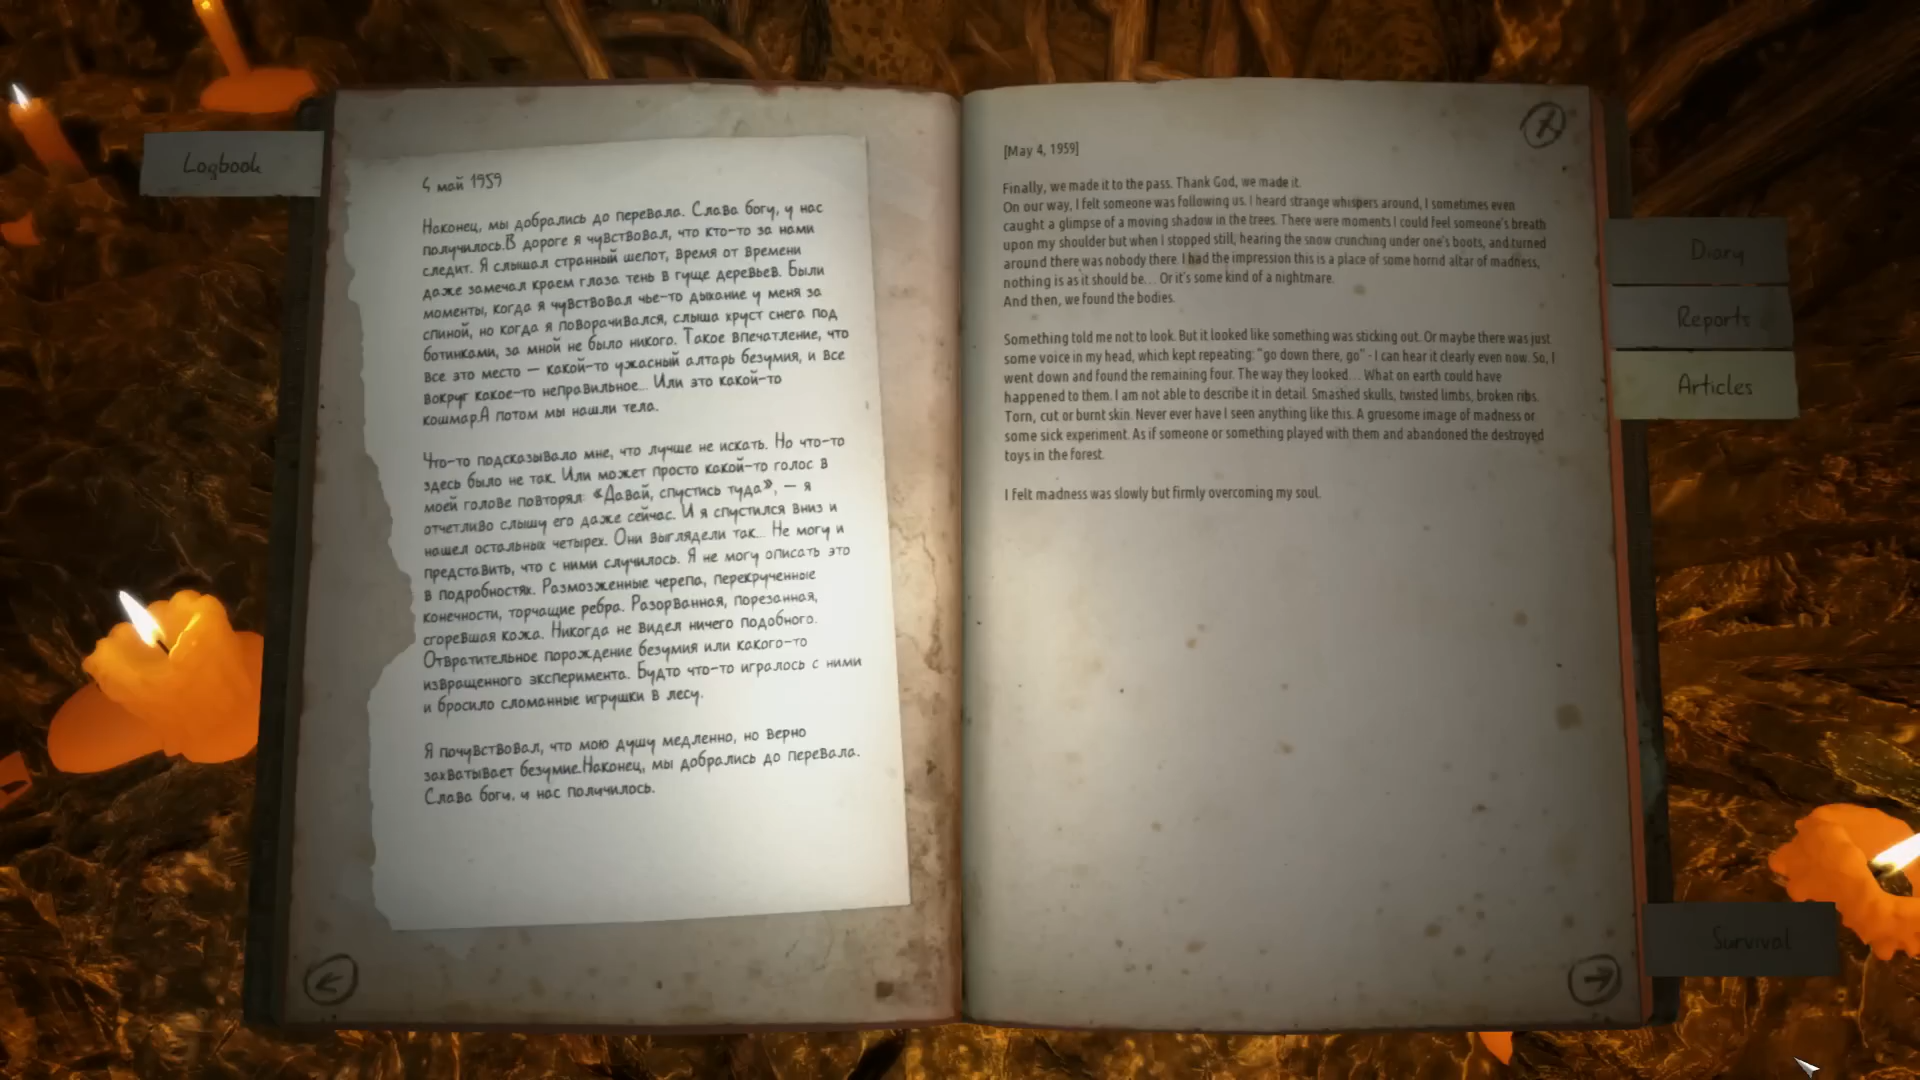 Logbook
4 май 1959
Наконец, мы добрались до перевала. Слава богу, у нас
получилось.В дороге я чувствовал, что кто-то за нами
следит. Я слышал странный шепот, время от времени
даже замечал краем глаза тень в гуще деревьев. Были
моменты, когда я чувствовал чье-то дыхание у меня за
спиной, но когда я поворачивался, слыша хруст снега под
ботинками, за мной не было никого. Такое впечатление, что
все это место — какой-то ужасный алтарь безумия, и все
вокруг какое-то неправильное... Или это какой-то
кошмар.А потом мы нашли тела.
Что-то подсказывало мне, что лучше не искать. Но что-то
здесь было не так. Или может просто какой-то голос в
моей голове повторял: «Давай, спустись туда», — я
отчетливо слышу его даже сейчас. И я спустился вниз и
нашел остальных четырех. Они выглядели так... Не могу и
представить, что с ними случилось. Я не могу описать это
в подробностях. Размозженные черепа, перекрученные
конечности, торчащие ребра. Разорванная, порезанная,
сгоревшая кожа. Никогда не видел ничего подобного.
Отвратительное порождение безумия или какого-то
извращенного эксперимента. Будто что-то игралось с ними
и бросило сломанные игрушки в лесу.
Я почувствовал, что мою душу медленно, но верно
захватывает безумие.Наконец, мы добрались до перевала.
Слава богу, у нас получилось.
[May 4, 1959]
Finally, we made it to the pass. Thank God, we made it.
On our way, I felt someone was following us. I heard strange whispers around, I sometimes even
caught a glimpse of a moving shadow in the trees. There were moments I could feel someone's breath
upon my shoulder but when I stopped still, hearing the snow crunching under one's boots, and turned
around there was nobody there. I had the impression this is a place of some horrid altar of madness,
nothing is as it should be... Or it's some kind of a nightmare.
And then, we found the bodies.
Something told me not to look. But it looked like something was sticking out. Or maybe there was just
some voice in my head, which kept repeating: "go down there, go" - I can hear it clearly even now. So, I
went down and found the remaining four. The way they looked... What on earth could have
happened to them. I am not able to describe it in detail. Smashed skulls, twisted limbs, broken ribs.
Torn, cut or burnt skin. Never ever have I seen anything like this. A gruesome image of madness or
some sick experiment. As if someone or something played with them and abandoned the destroyed
toys in the forest.
I felt madness was slowly but firmly overcoming my soul.
Diary
Reports
Articles
Survival